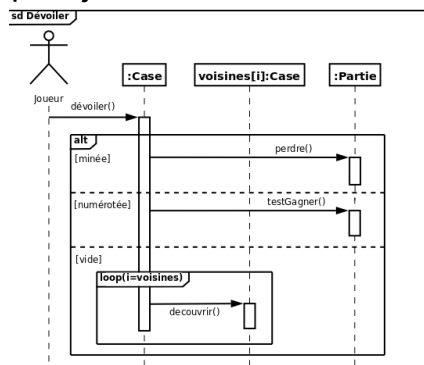 sd Dévoiler
:Case
voisines[i]:Case
:Partie
Joueur
dévoiler()
alt
perdre()
[minée]
testGagner()
[numérotée]
[vide]
loop(i=voisines)
decouvrir()